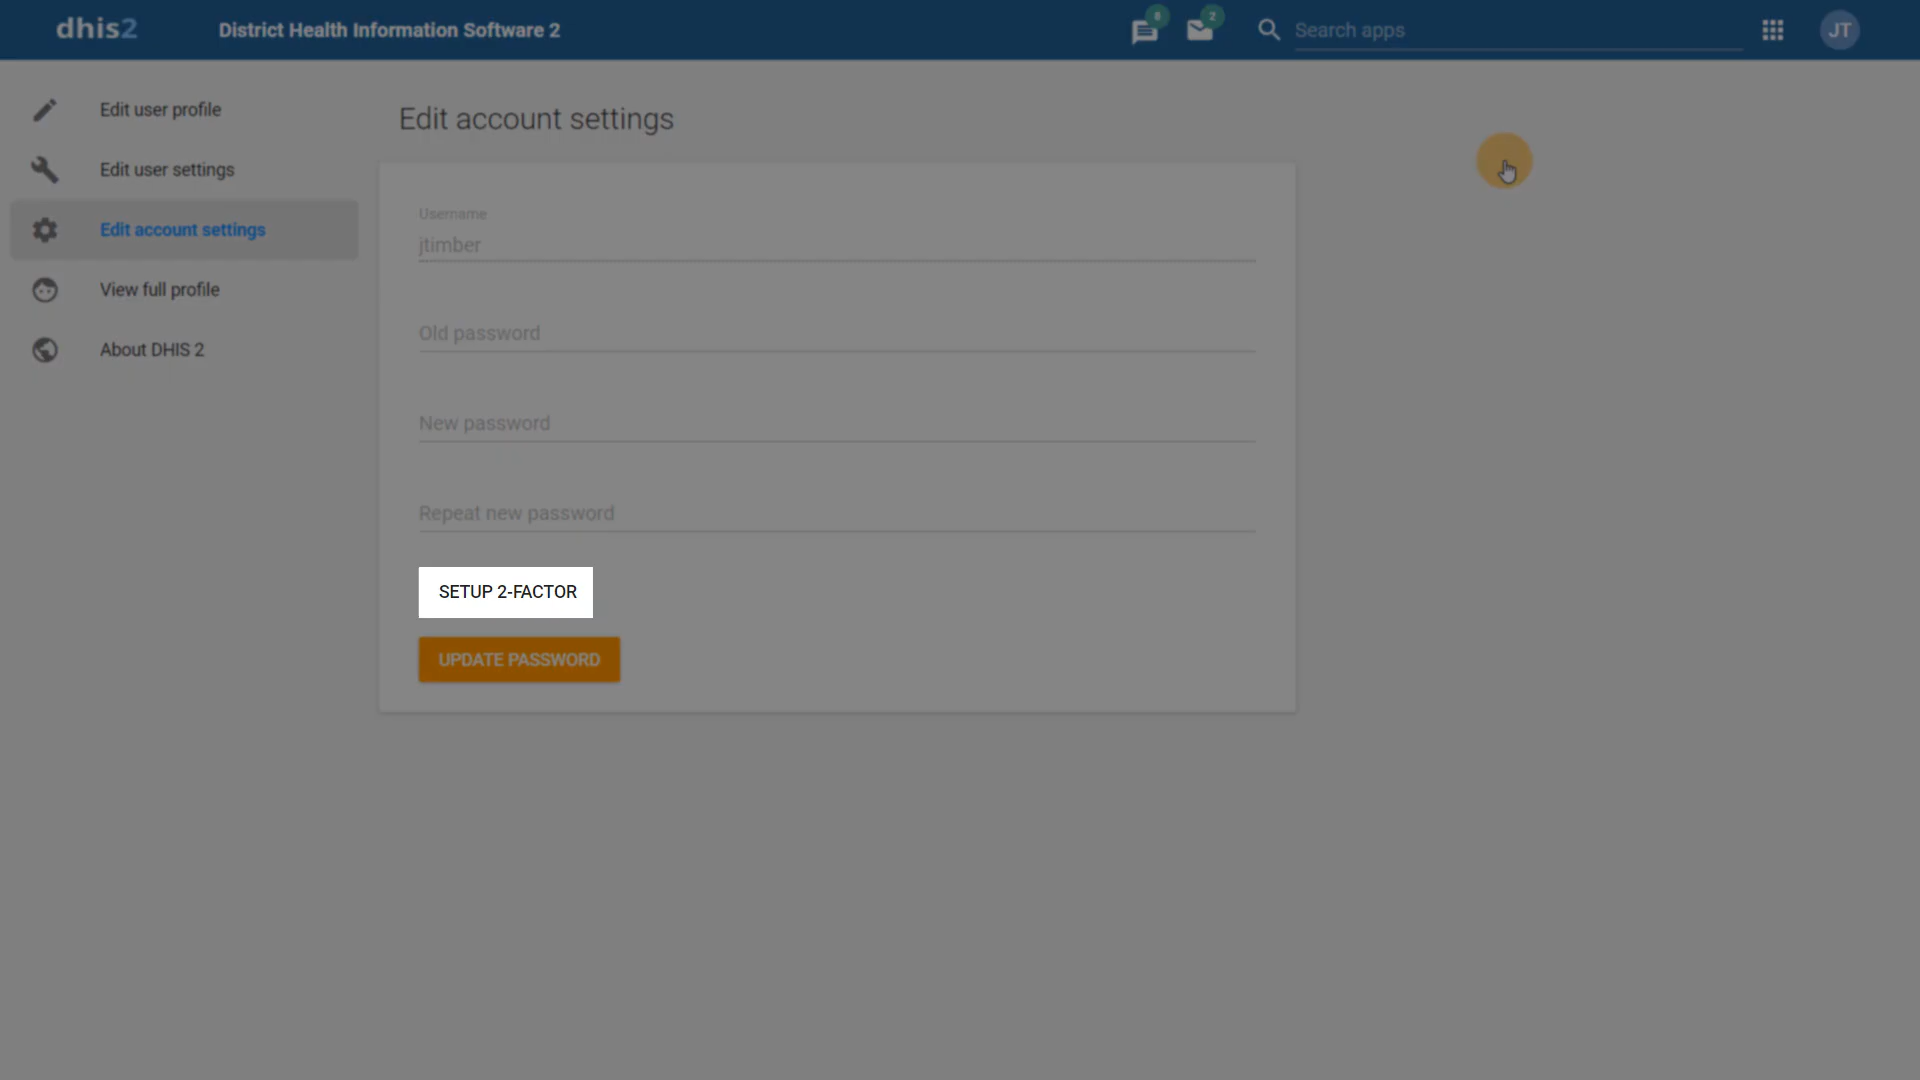 dhis2
District Health Information Software 2
8
2
Search apps
JT
Edit user profile
Edit user settings
Edit account settings
View full profile
About DHIS 2
Edit account settings
Username
jtimber
Old password
New password
Repeat new password
SETUP 2-FACTOR
UPDATE PASSWORD